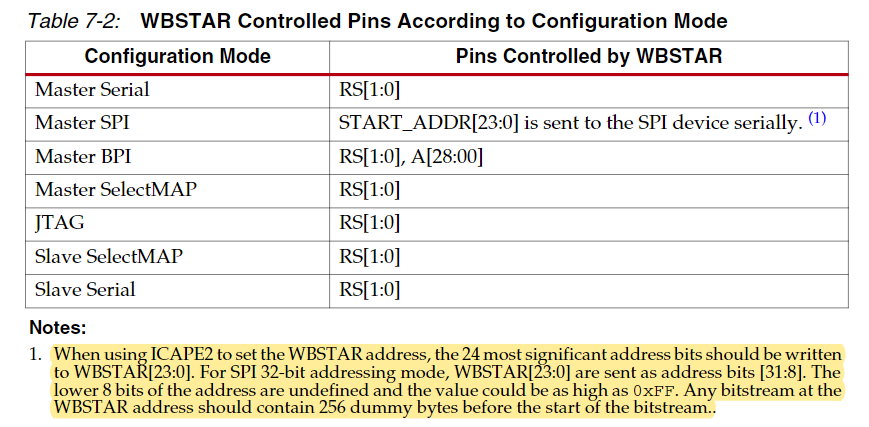 Table 7-2: WBSTAR Controlled Pins According to Configuration Mode
Configuration Mode Pins Controlled by WBSTAR
Master Serial RS[1:0]
Master SPI START_ADDR[23:0] is sent to the SPI device serially. (1)
Master BPI RS[1:0], A[28:00]
Master SelectMAP RS[1:0]
JTAG RS[1:0]
Slave SelectMAP RS[1:0]
Slave Serial RS[1:0]
Notes:
1. When using ICAPE2 to set the WBSTAR address, the 24 most significant address bits should be written
to WBSTAR[23:0]. For SPI 32-bit addressing mode, WBSTAR[23:0] are sent as address bits [31:8]. The
lower 8 bits of the address are undefined and the value could be as high as 0xFF. Any bitstream at the
WBSTAR address should contain 256 dummy bytes before the start of the bitstream..